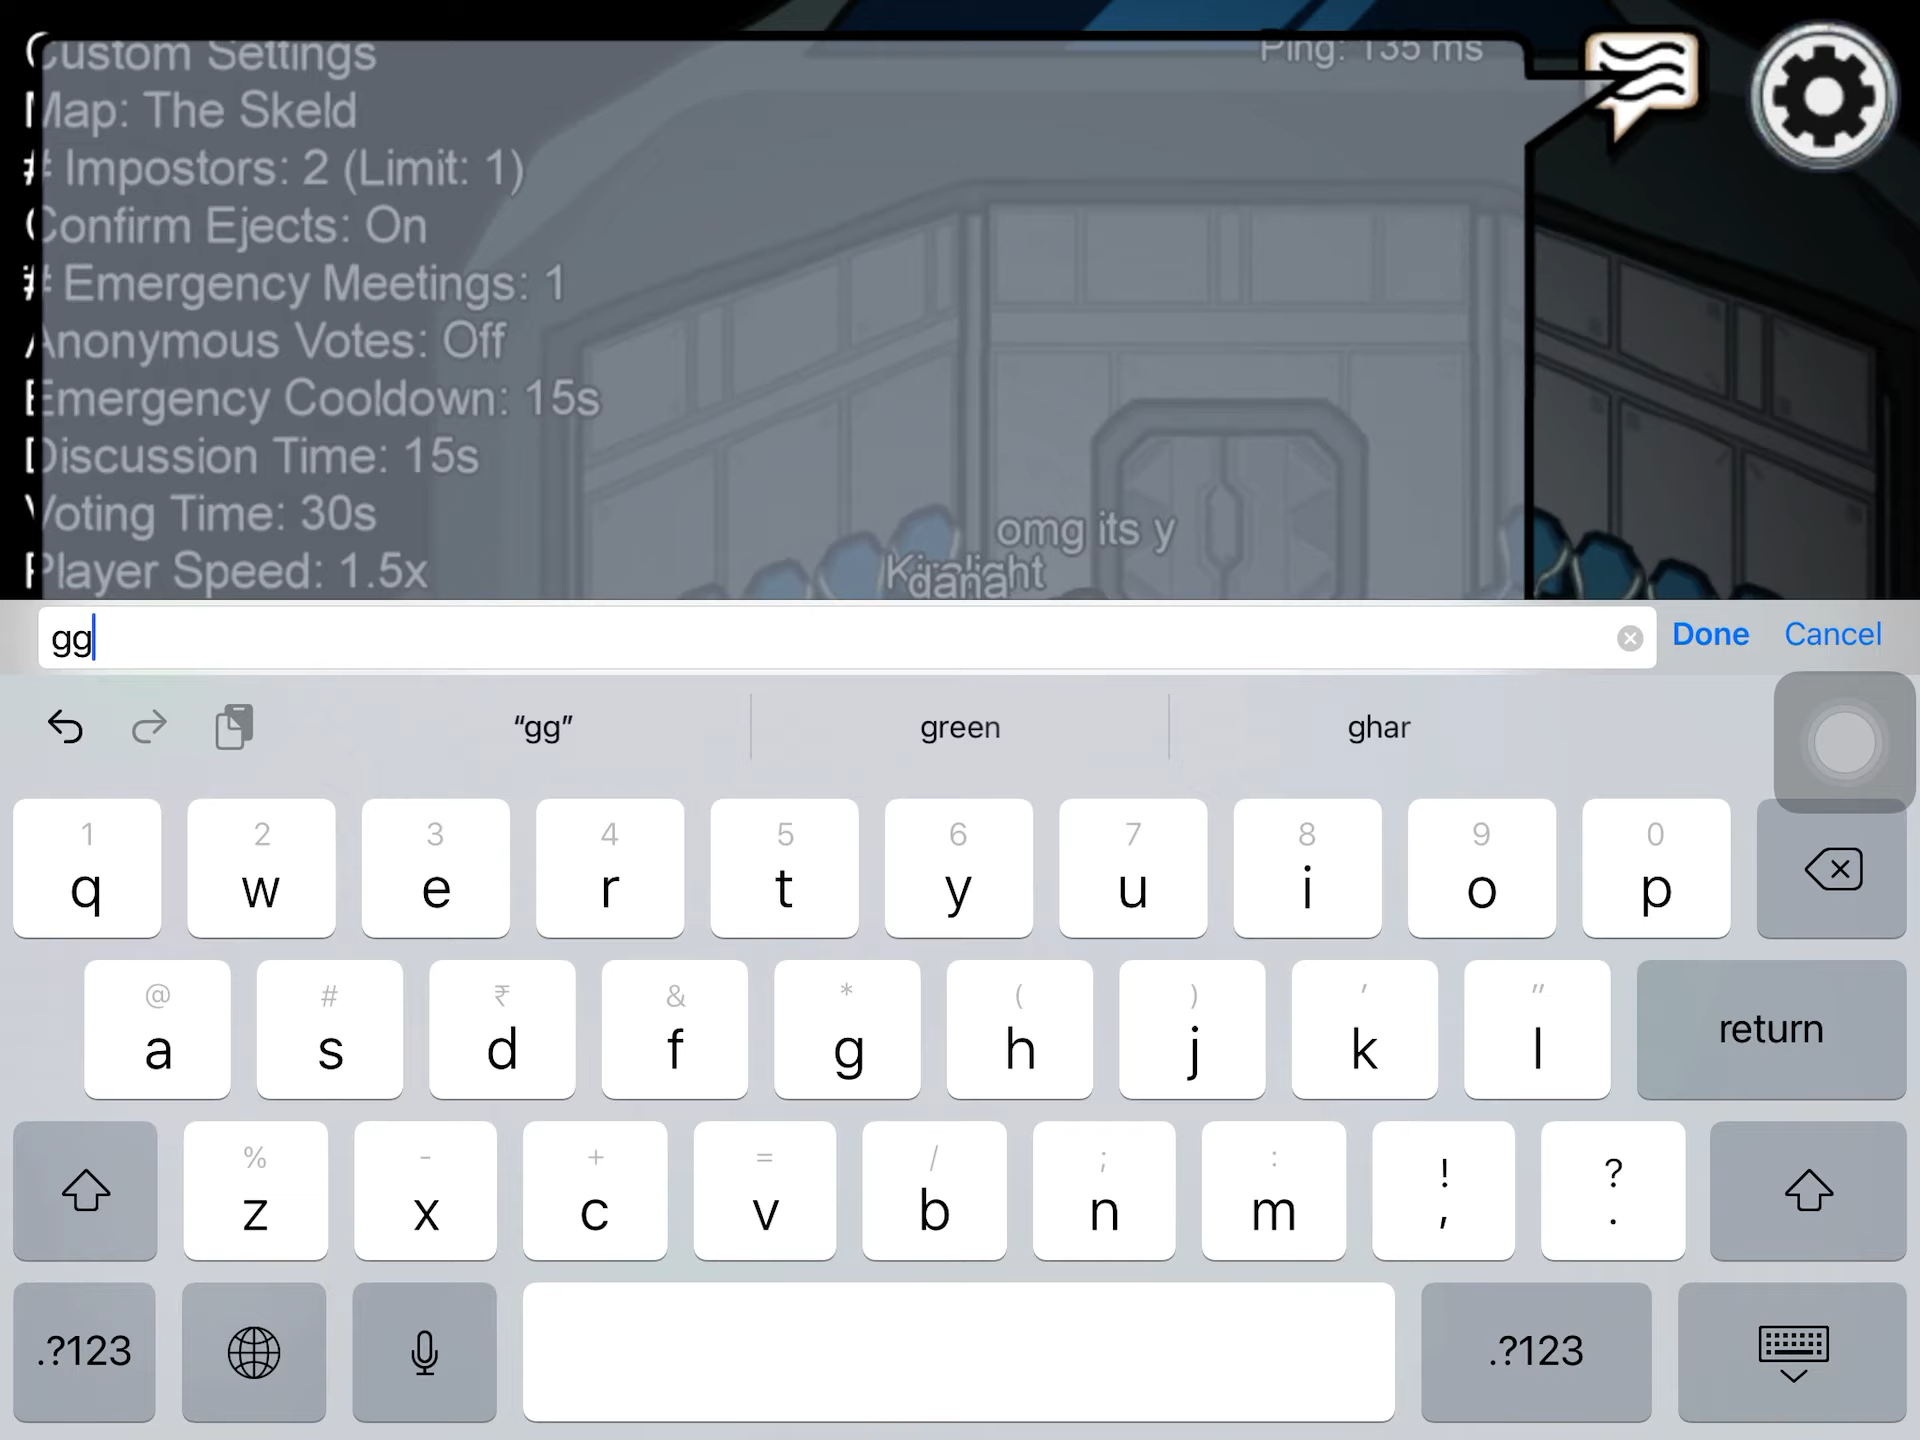 Custom Settings
Ping: 135 ms
Map: The Skeld
# Impostors: 2 (Limit: 1)
Confirm Ejects: On
# Emergency Meetings: 1
Anonymous Votes: Off
Emergency Cooldown: 15s
Discussion Time: 15s
Voting Time: 30s
omg its y
Player Speed: 1.5x
dana
gg
Done
Cancel
“gg”
green
ghar
1 2 3 4 5 6 7 8 9 0
q w e r t y u i o p
@ # ₹ & * ( ) ' "
a s d f g h j k l
return
% - + = / ; : ! ?
z x c v b n m , .
.?123
.?123